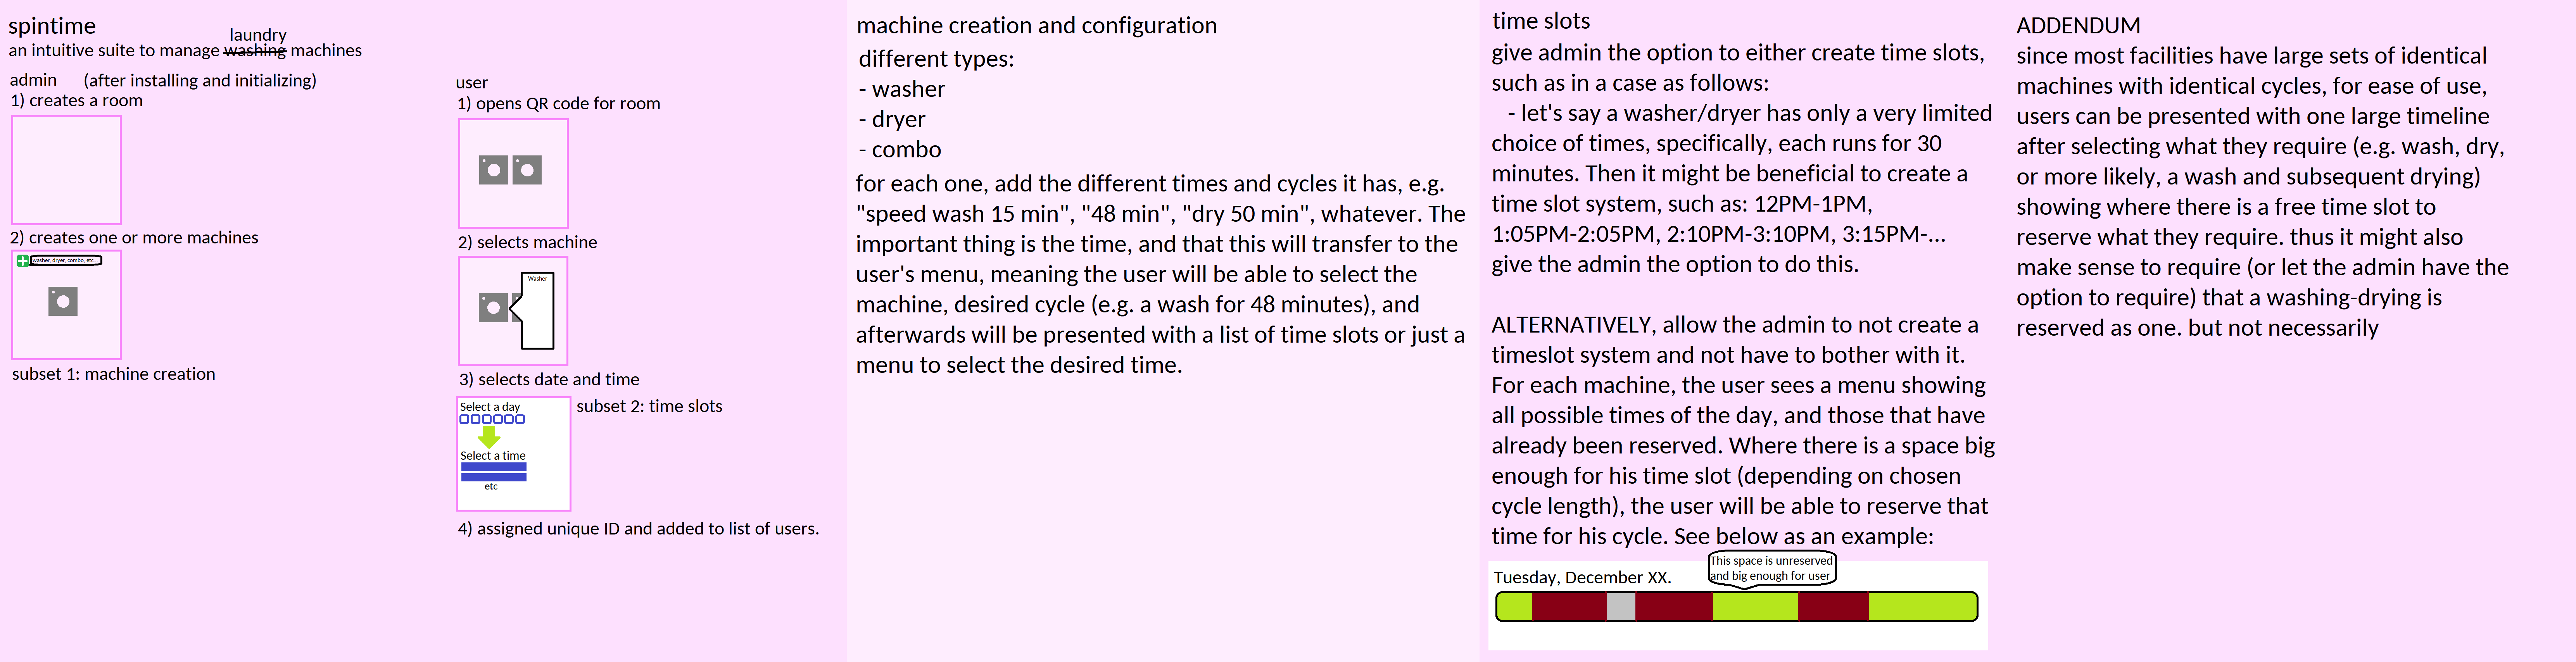 spintime
laundry
an intuitive suite to manage washing machines
admin (after installing and initializing)
1) creates a room
2) creates one or more machines
washer, dryer, combo, etc...
subset 1: machine creation
user
1) opens QR code for room
2) selects machine
Washer
3) selects date and time
Select a day
Select a time
etc
subset 2: time slots
4) assigned unique ID and added to list of users.
machine creation and configuration
different types:
- washer
- dryer
- combo
for each one, add the different times and cycles it has, e.g.
"speed wash 15 min", "48 min", "dry 50 min", whatever. The
important thing is the time, and that this will transfer to the
user's menu, meaning the user will be able to select the
machine, desired cycle (e.g. a wash for 48 minutes), and
afterwards will be presented with a list of time slots or just a
menu to select the desired time.
time slots
give admin the option to either create time slots,
such as in a case as follows:
- let's say a washer/dryer has only a very limited
choice of times, specifically, each runs for 30
minutes. Then it might be beneficial to create a
time slot system, such as: 12PM-1PM,
1:05PM-2:05PM, 2:10PM-3:10PM, 3:15PM-...
give the admin the option to do this.
ALTERNATIVELY, allow the admin to not create a
timeslot system and not have to bother with it.
For each machine, the user sees a menu showing
all possible times of the day, and those that have
already been reserved. Where there is a space big
enough for his time slot (depending on chosen
cycle length), the user will be able to reserve that
time for his cycle. See below as an example:
Tuesday, December XX.
This space is unreserved
and big enough for user
ADDENDUM
since most facilities have large sets of identical
machines with identical cycles, for ease of use,
users can be presented with one large timeline
after selecting what they require (e.g. wash, dry,
or more likely, a wash and subsequent drying)
showing where there is a free time slot to
reserve what they require. thus it might also
make sense to require (or let the admin have the
option to require) that a washing-drying is
reserved as one. but not necessarily